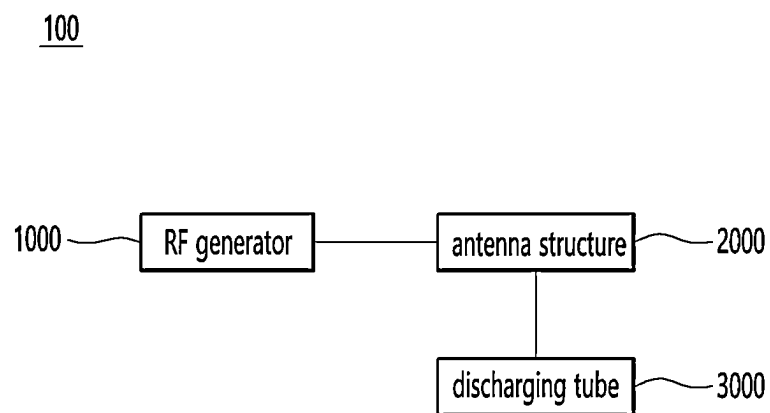 100
1000 RF generator antenna structure 2000
discharging tube 3000